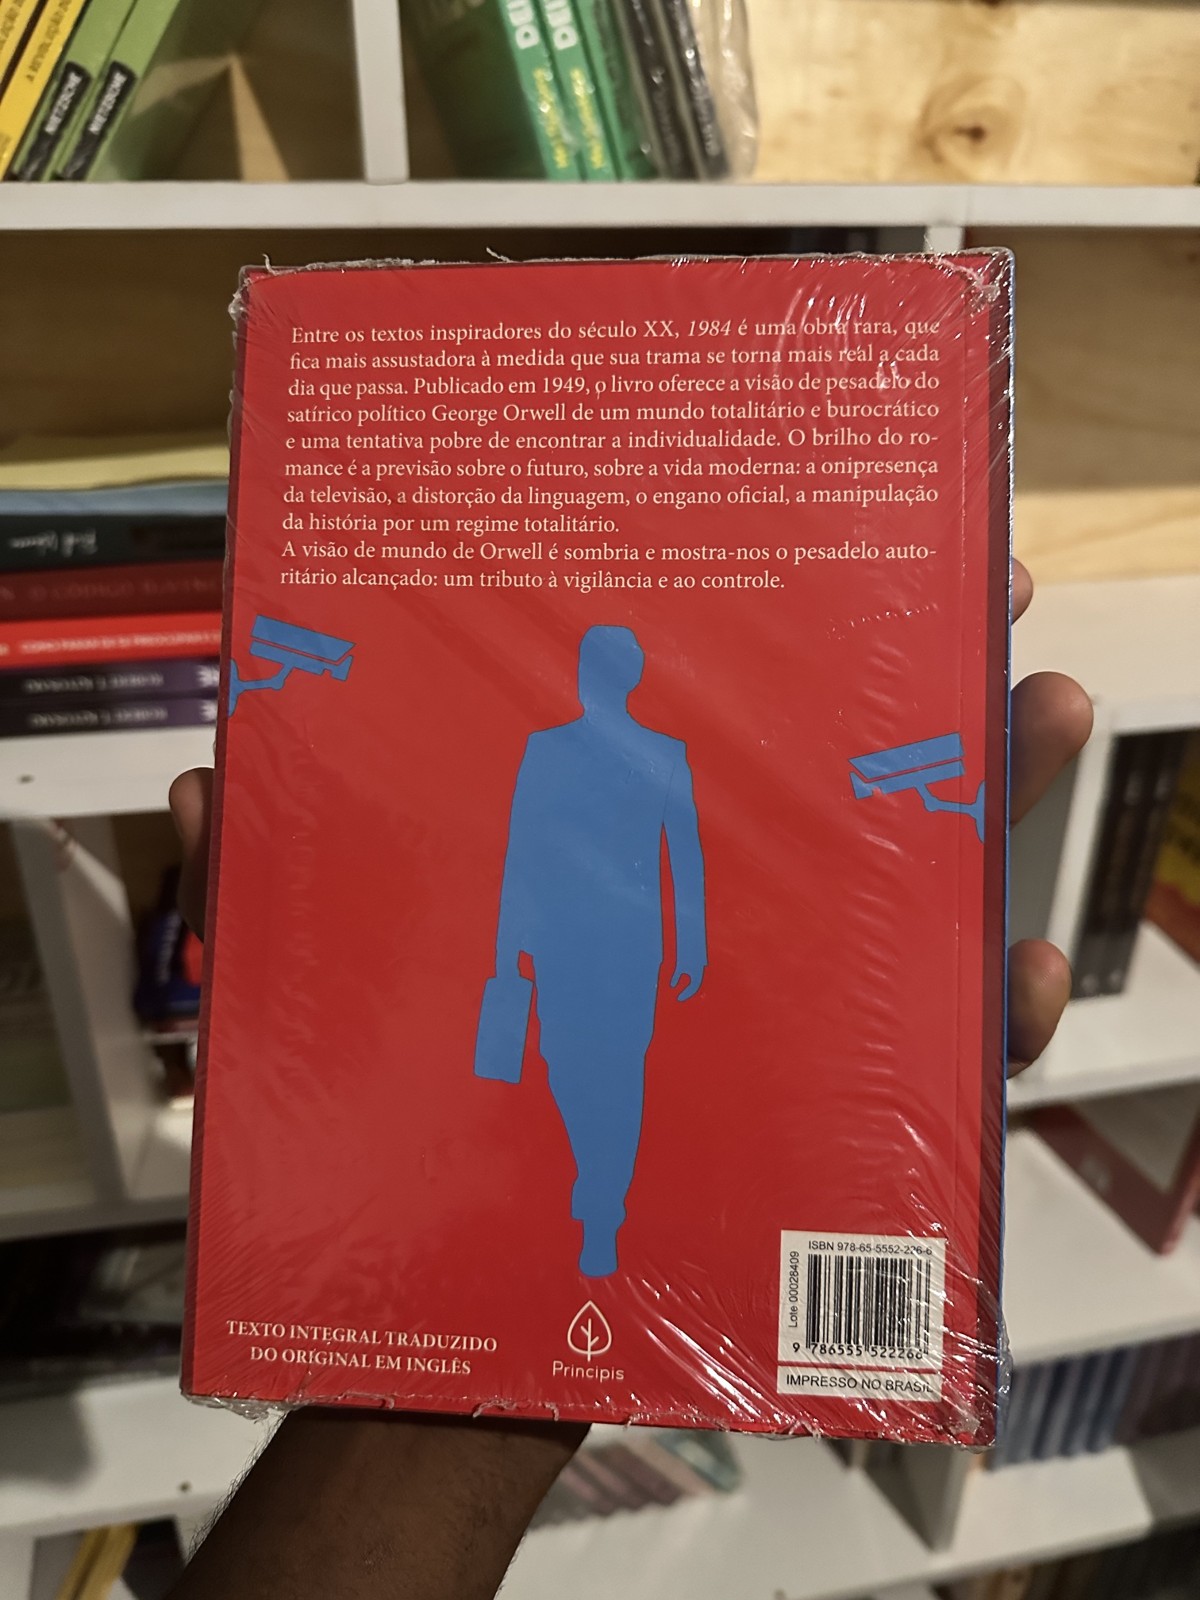 NIETZSCHE
NIETZSCHE
Entre os textos inspiradores do século XX, 1984 é uma obra rara, que
fica mais assustadora à medida que sua trama se torna mais real a cada
dia que passa. Publicado em 1949, o livro oferece a visão de pesadelo do
satírico político George Orwell de um mundo totalitário e burocrático
e uma tentativa pobre de encontrar a individualidade. O brilho do ro-
mance é a previsão sobre o futuro, sobre a vida moderna: a onipresença
da televisão, a distorção da linguagem, o engano oficial, a manipulação
da história por um regime totalitário.
A visão de mundo de Orwell é sombria e mostra-nos o pesadelo auto-
ritário alcançado: um tributo à vigilância e ao controle.
TEXTO INTEGRAL TRADUZIDO
DO ORIGINAL EM INGLÊS
Principis
ISBN 978-65-5552-226-6
Lote 00028409
9 786555 522266
IMPRESSO NO BRASIL